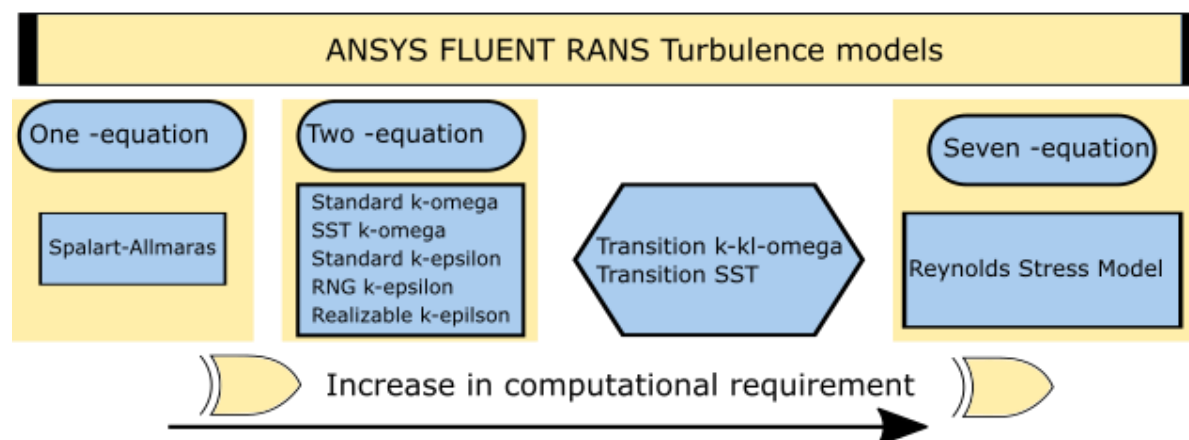 ANSYS FLUENT RANS Turbulence models
One -equation
Spalart-Allmaras
Two -equation
Standard k-omega
SST k-omega
Standard k-epsilon
RNG k-epsilon
Realizable k-epilson
Transition k-kl-omega
Transition SST
Seven -equation
Reynolds Stress Model
Increase in computational requirement